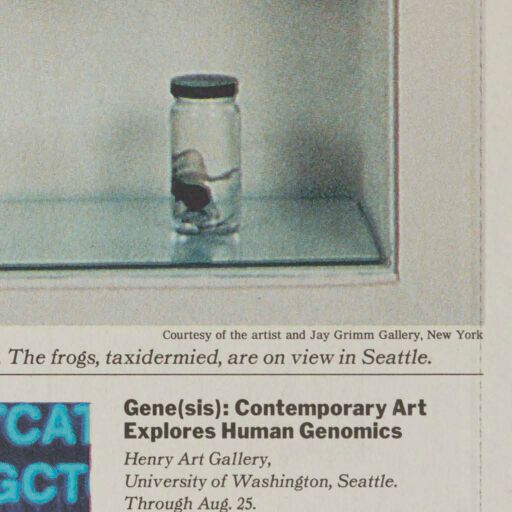 Courtesy of the artist and Jay Grimm Gallery, New York
. The frogs, taxidermied, are on view in Seattle.
TCAT
GCT
Gene(sis): Contemporary Art
Explores Human Genomics
Henry Art Gallery,
University of Washington, Seattle.
Through Aug. 25.